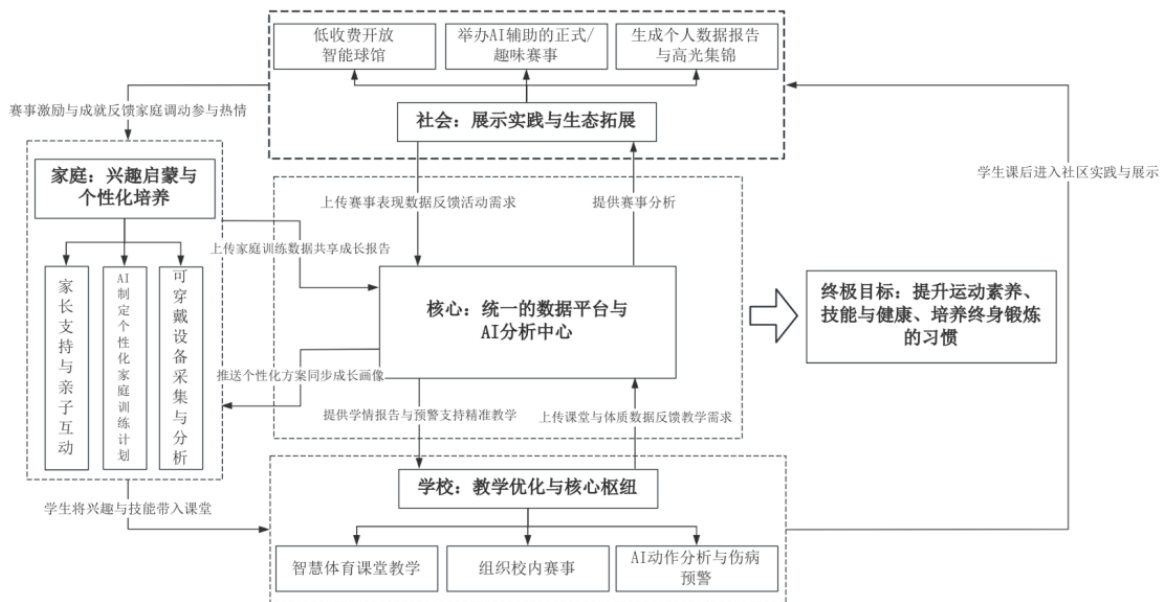 低收费开放
智能球馆
举办AI辅助的正式/
趣味赛事
生成个人数据报告
与高光集锦
社会：展示实践与生态拓展
赛事激励与成就反馈家庭调动参与热情
家庭：兴趣启蒙与
个性化培养
家长支持与亲子互动
AI制定个性化家庭训练计划
可穿戴设备采集与分析
上传赛事表现数据反馈活动需求
提供赛事分析
学生课后进入社区实践与展示
上传家庭训练数据共享成长报告
核心：统一的数据平台与
AI分析中心
终极目标：提升运动素养、
技能与健康、培养终身锻炼
的习惯
推送个性化方案同步成长画像
提供学情报告与预警支持精准教学
上传课堂与体质数据反馈教学需求
学校：教学优化与核心枢纽
学生将兴趣与技能带入课堂
智慧体育课堂教学
组织校内赛事
AI动作分析与伤病
预警